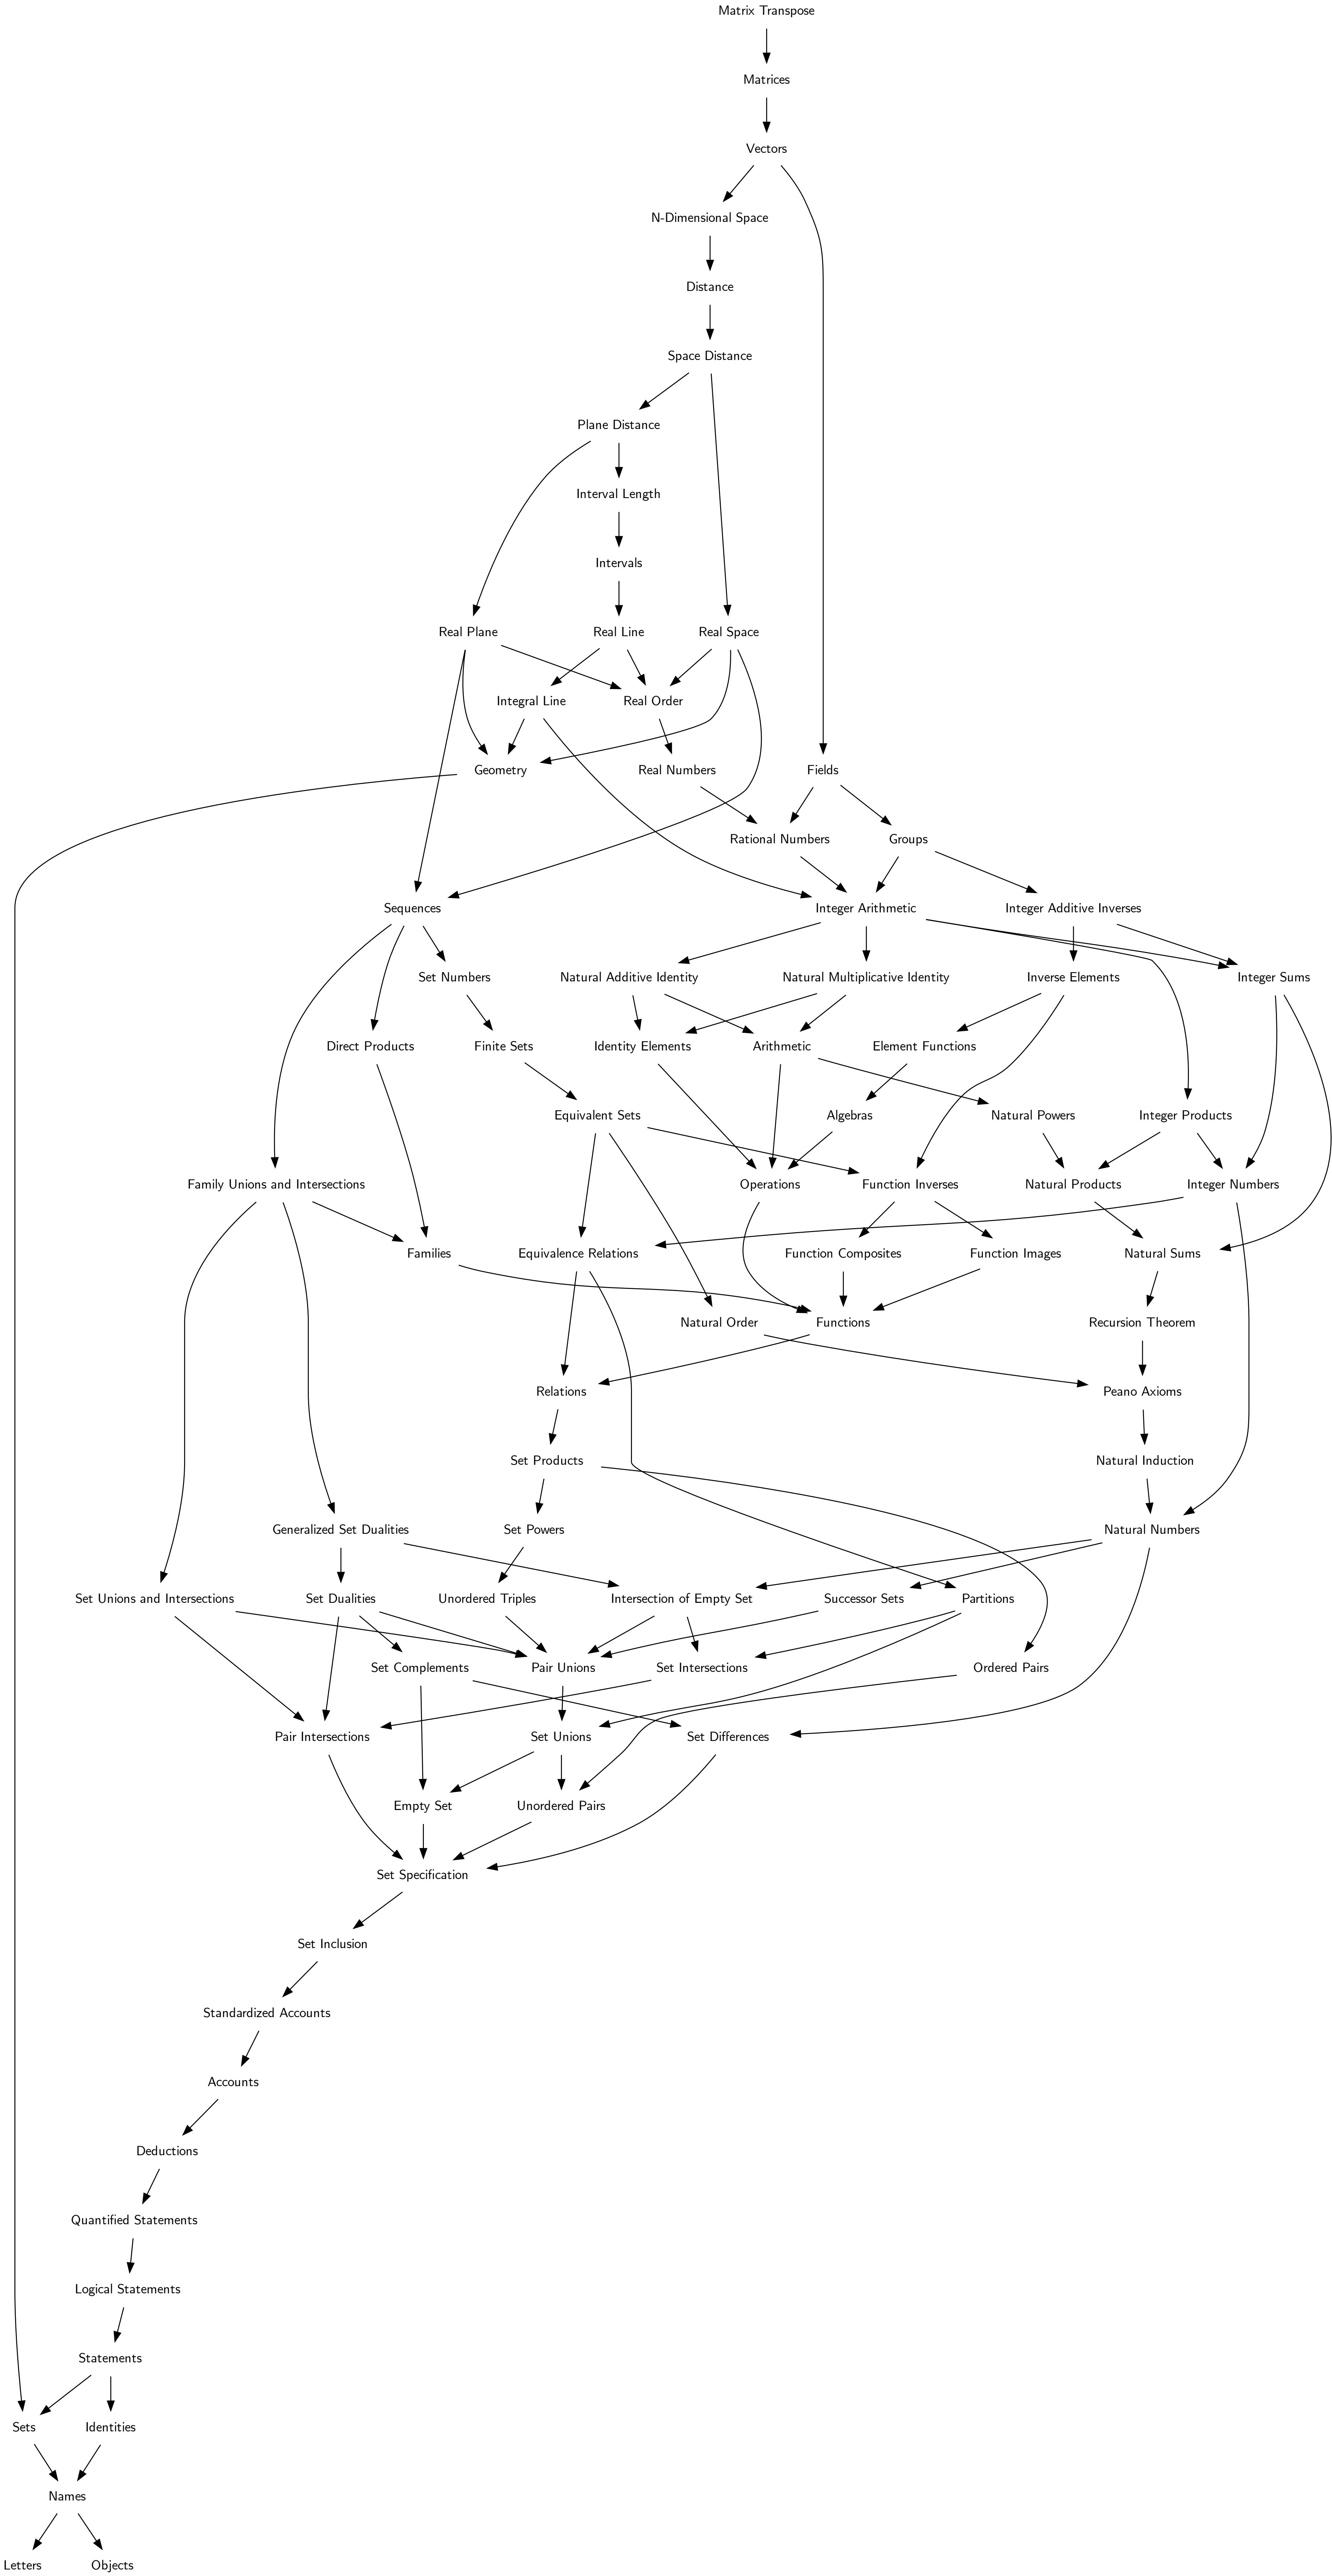 Matrix Transpose
Matrices
Vectors
N-Dimensional Space
Distance
Space Distance
Plane Distance
Interval Length
Intervals
Real Plane
Real Line
Real Space
Integral Line
Real Order
Geometry
Real Numbers
Fields
Rational Numbers
Groups
Sequences
Integer Arithmetic
Integer Additive Inverses
Set Numbers
Natural Additive Identity
Natural Multiplicative Identity
Inverse Elements
Integer Sums
Direct Products
Finite Sets
Identity Elements
Arithmetic
Element Functions
Equivalent Sets
Algebras
Natural Powers
Integer Products
Family Unions and Intersections
Operations
Function Inverses
Natural Products
Integer Numbers
Families
Equivalence Relations
Function Composites
Function Images
Natural Sums
Natural Order
Functions
Recursion Theorem
Relations
Peano Axioms
Set Products
Natural Induction
Generalized Set Dualities
Set Powers
Natural Numbers
Set Unions and Intersections
Set Dualities
Unordered Triples
Intersection of Empty Set
Successor Sets
Partitions
Set Complements
Pair Unions
Set Intersections
Ordered Pairs
Pair Intersections
Set Unions
Set Differences
Empty Set
Unordered Pairs
Set Specification
Set Inclusion
Standardized Accounts
Accounts
Deductions
Quantified Statements
Logical Statements
Statements
Sets
Identities
Names
Letters
Objects